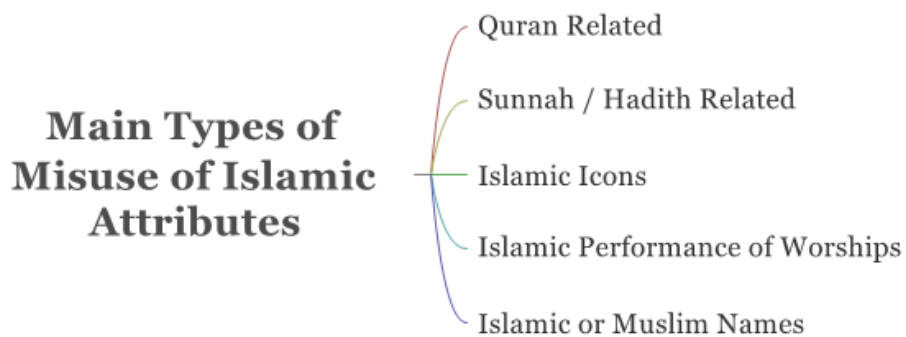 Main Types of
Misuse of Islamic
Attributes
Quran Related
Sunnah / Hadith Related
Islamic Icons
Islamic Performance of Worships
Islamic or Muslim Names